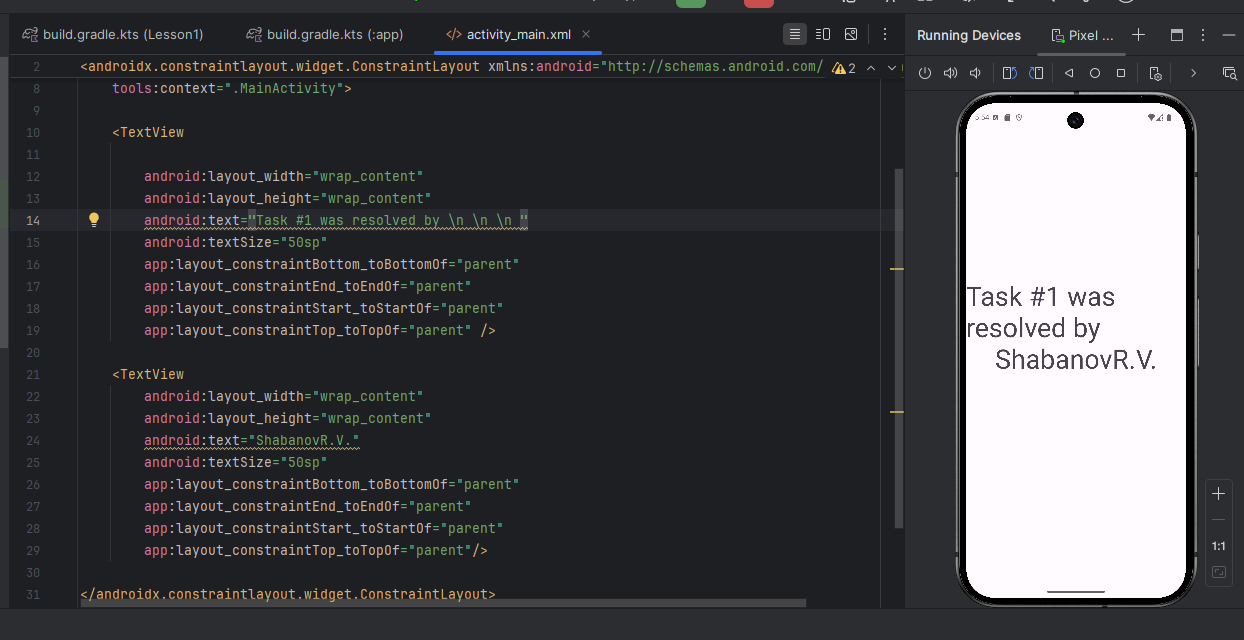 build.gradle.kts (Lesson1)
build.gradle.kts (:app)
</> activity_main.xml
Running Devices
Pixel ...
2 <androidx.constraintlayout.widget.ConstraintLayout xmlns:android="http://schemas.android.com/
2
8 tools:context=".MainActivity">
9
10 <TextView
11
12 android:layout_width="wrap_content"
13 android:layout_height="wrap_content"
14 android:text="Task #1 was resolved by \n \n \n "
15 android:textSize="50sp"
16 app:layout_constraintBottom_toBottomOf="parent"
17 app:layout_constraintEnd_toEndOf="parent"
18 app:layout_constraintStart_toStartOf="parent"
19 app:layout_constraintTop_toTopOf="parent" />
20
21 <TextView
22 android:layout_width="wrap_content"
23 android:layout_height="wrap_content"
24 android:text="ShabanovR.V."
25 android:textSize="50sp"
26 app:layout_constraintBottom_toBottomOf="parent"
27 app:layout_constraintEnd_toEndOf="parent"
28 app:layout_constraintStart_toStartOf="parent"
29 app:layout_constraintTop_toTopOf="parent"/>
30
31 </androidx.constraintlayout.widget.ConstraintLayout>
Task #1 was
resolved by
ShabanovR.V.
1:1